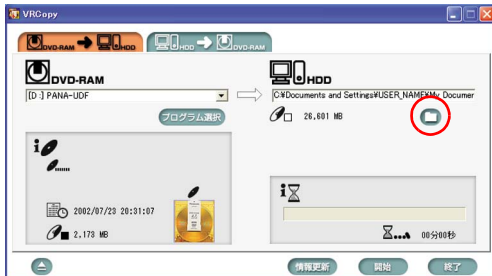 VRCopy
DVD-RAM HDD HDD DVD-RAM
DVD-RAM
[D:] PANA-UDF
プログラム選択
HDD
C:¥Documents and Settings¥USER_NAME¥My Documen
26,601 MB
i
2002/07/23 20:31:07
2,173 MB
i
00分00秒
情報更新 開始 終了